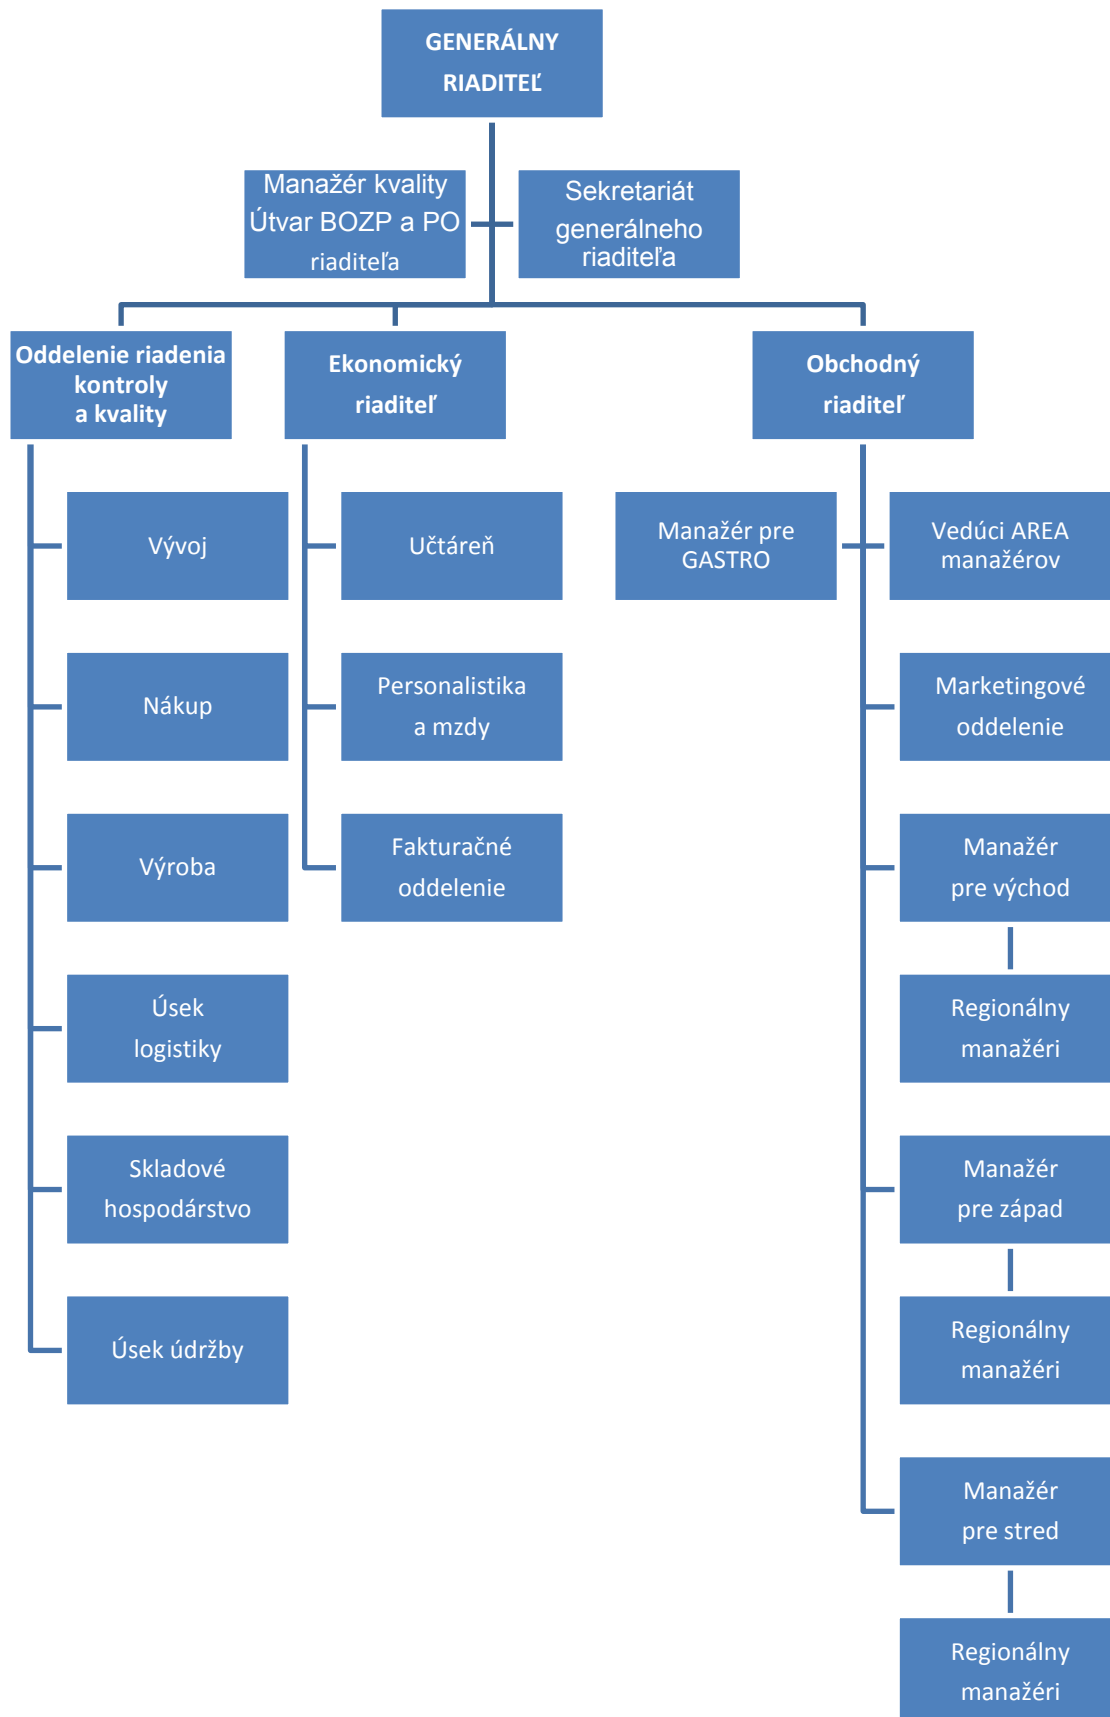 GENERÁLNY
RIADITEĽ
Manažér kvality
Útvar BOZP a PO
riaditeľa
Sekretariát
generálneho
riaditeľa
Oddelenie riadenia
kontroly
a kvality
Ekonomický
riaditeľ
Obchodný
riaditeľ
Vývoj
Učtáreň
Manažér pre
GASTRO
Vedúci AREA
manažérov
Nákup
Personalistika
a mzdy
Marketingové
oddelenie
Výroba
Fakturačné
oddelenie
Manažér
pre východ
Úsek
logistiky
Regionálny
manažéri
Skladové
hospodárstvo
Manažér
pre západ
Úsek údržby
Regionálny
manažéri
Manažér
pre stred
Regionálny
manažéri